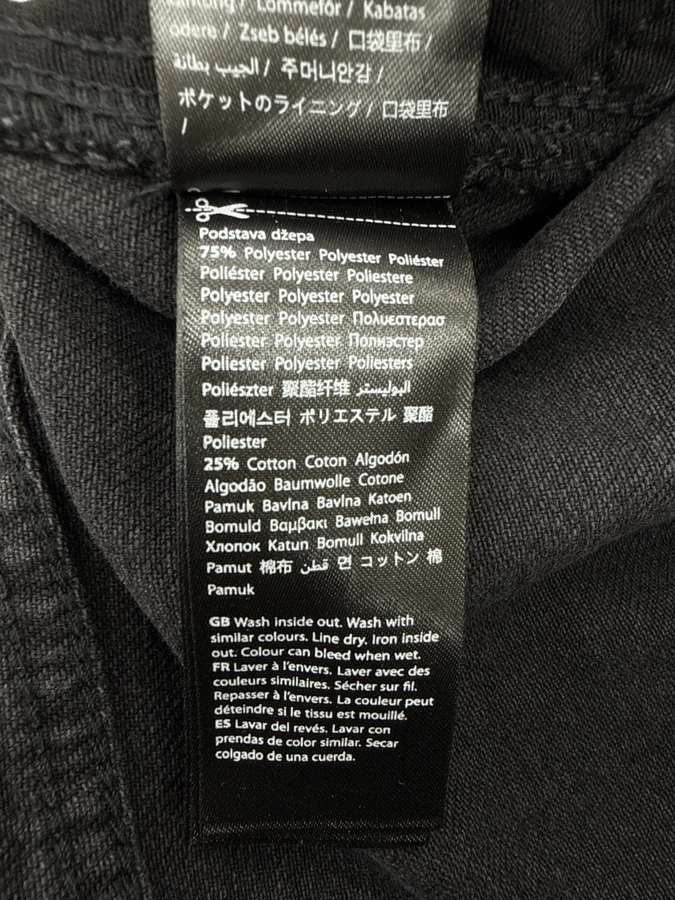 / Lommefôr / Kabatas
odere / Zseb bélés / 口袋里布 /
الجيب بطانة / 주머니안감 /
ポケットのライニング / 口袋里布
/
Podstava džepa
75% Polyester Polyester Poliéster
Poliéster Polyester Poliestere
Polyester Polyester Polyester
Polyester Polyester Πολυεστερασ
Poliester Polyester Полиэстер
Poliester Polyester Poliesters
Poliészter 聚酯纤维 البوليستر
폴리에스터 ポリエステル 聚酯
Poliester
25% Cotton Coton Algodón
Algodão Baumwolle Cotone
Pamuk Bavlna Bavlna Katoen
Bomuld Βαμβακι Bawełna Bomull
Хлопок Katun Bomull Kokvilna
Pamut 棉布 قطن 면 コットン 棉
Pamuk
GB Wash inside out. Wash with
similar colours. Line dry. Iron inside
out. Colour can bleed when wet.
FR Laver à l'envers. Laver avec des
couleurs similaires. Sécher sur fil.
Repasser à l'envers. La couleur peut
déteindre si le tissu est mouillé.
ES Lavar del revés. Lavar con
prendas de color similar. Secar
colgado de una cuerda.